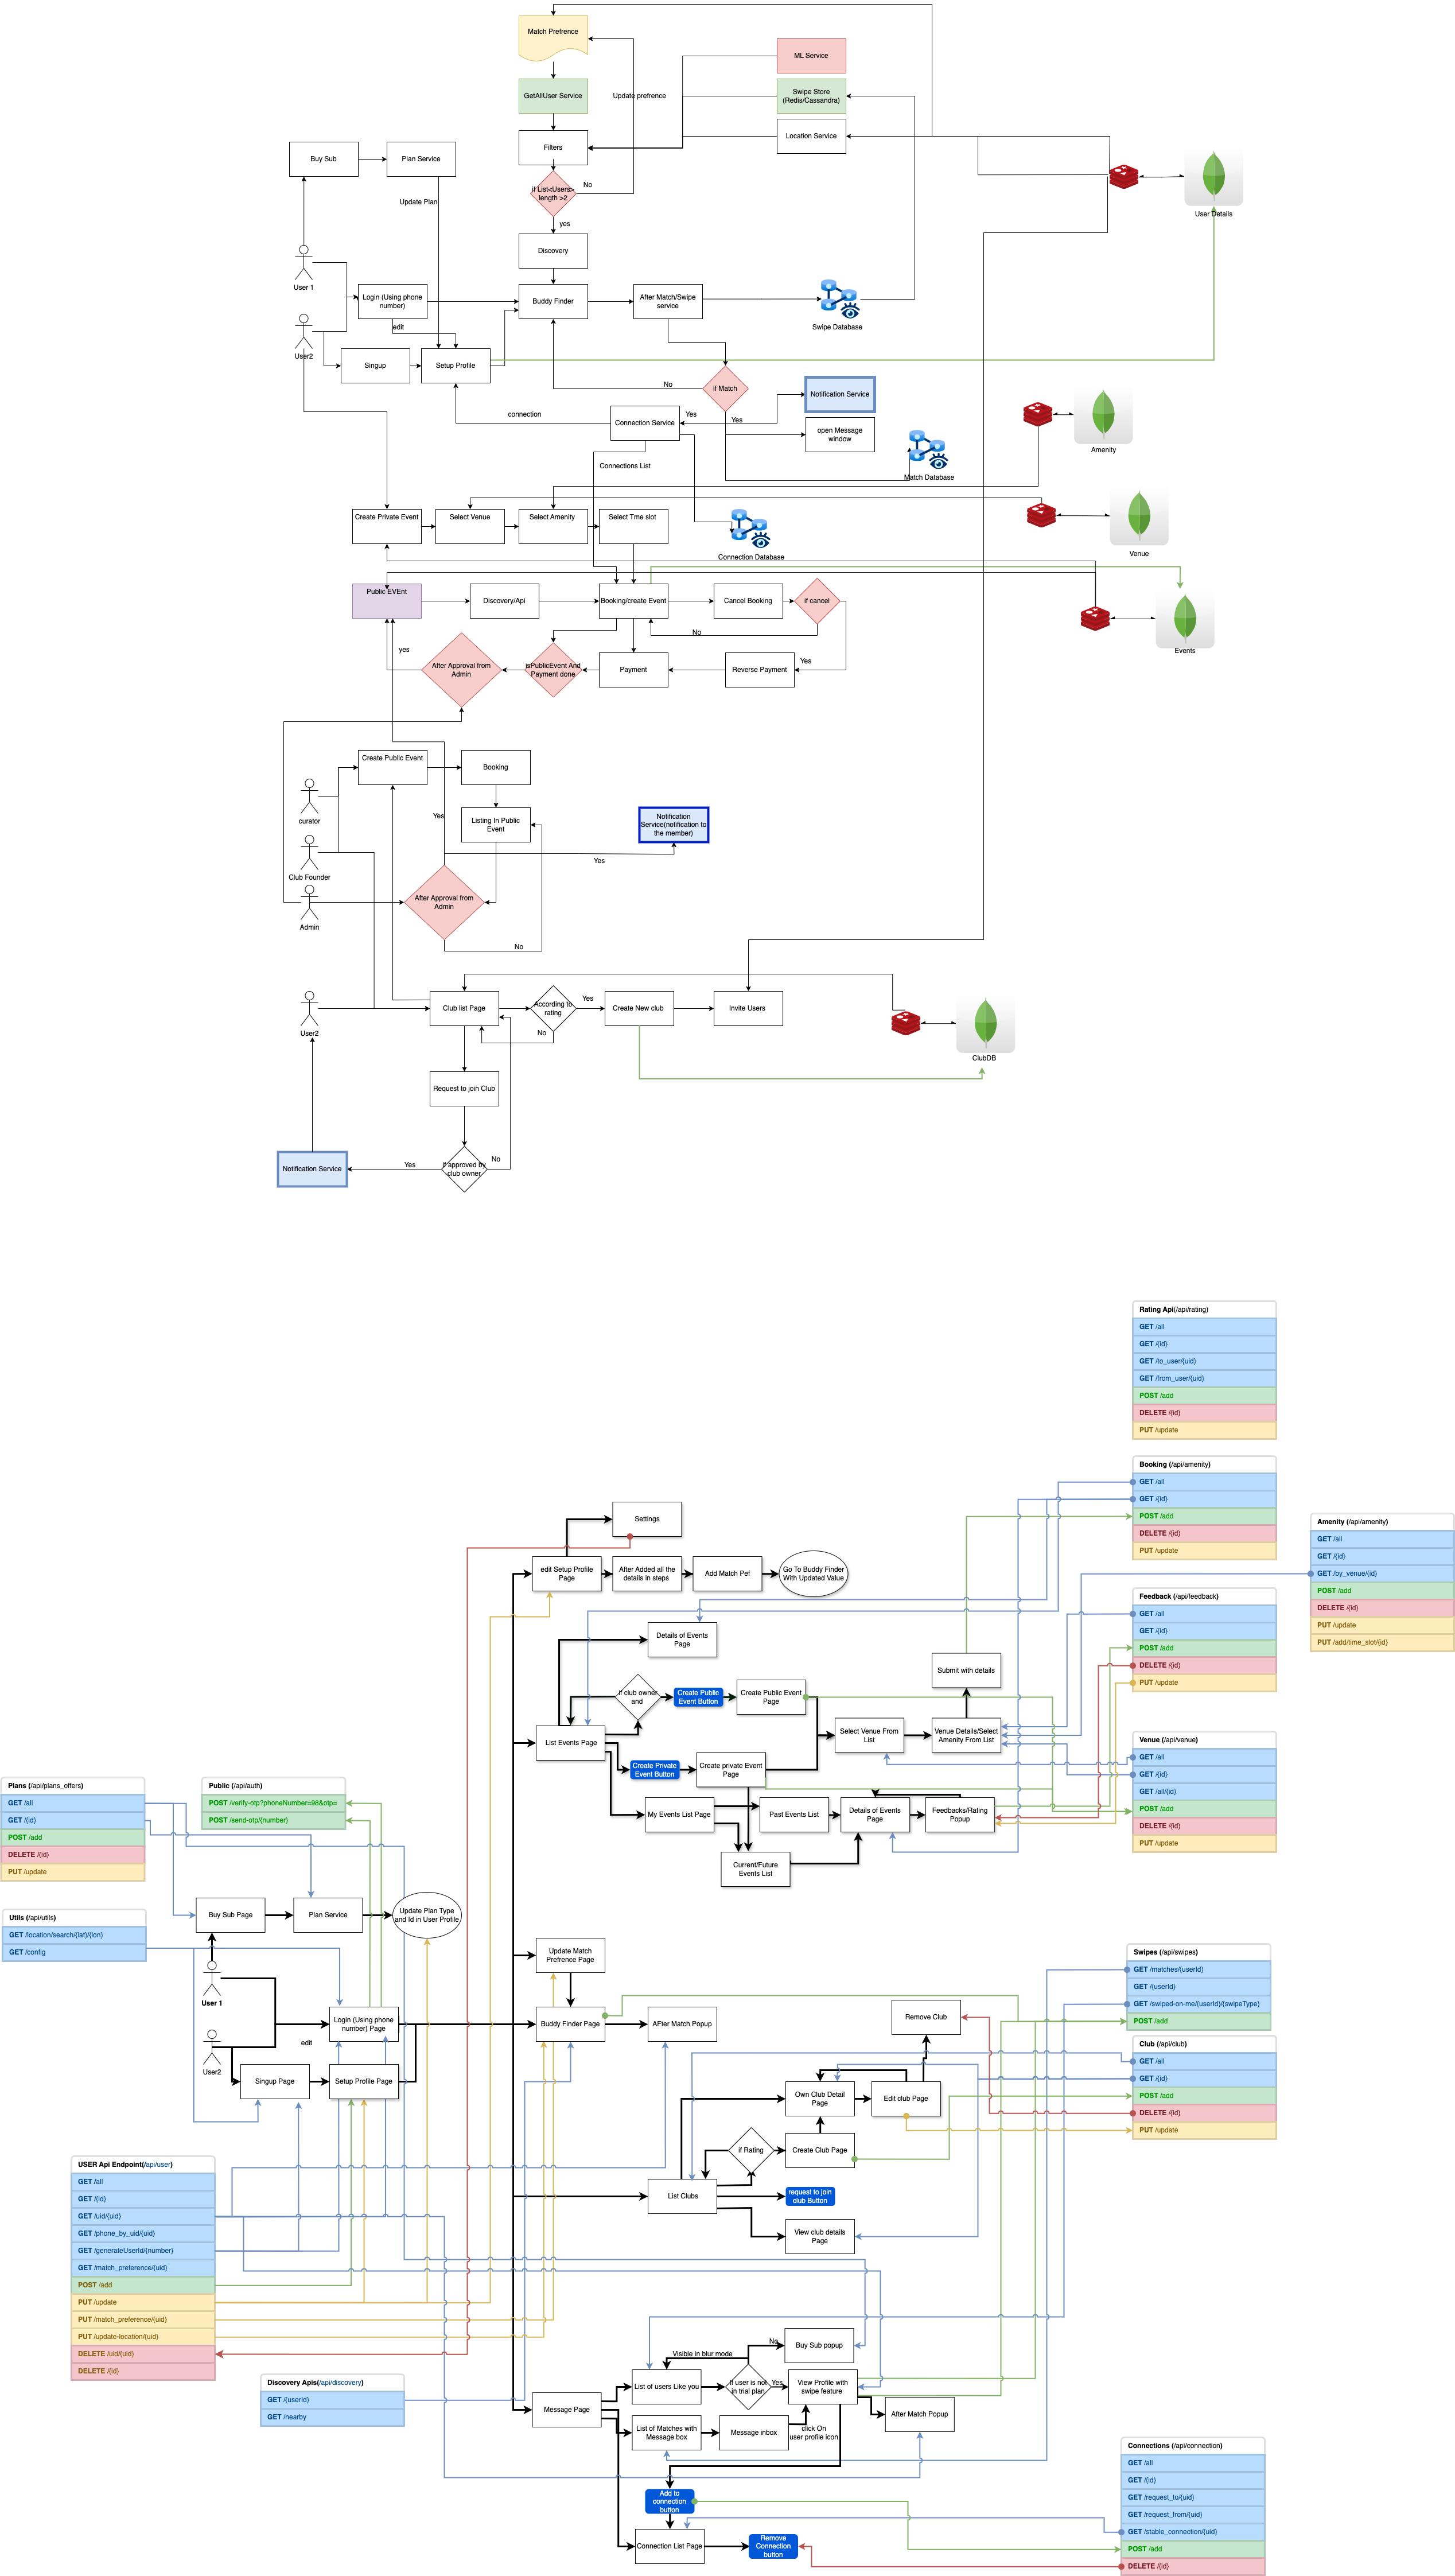 Match Prefrence
ML Service
GetAllUser Service
Update prefrence
Swipe Store
(Redis/Cassandra)
Filters
Location Service
Buy Sub
Plan Service
if List<Users>
length >2
No
Update Plan
yes
User Details
Discovery
User 1
Login (Using phone
number)
Buddy Finder
After Match/Swipe
service
Swipe Database
edit
User2
Singup
Setup Profile
No
if Match
Notification Service
connection
Connection Service
Yes
Yes
open Message
window
Amenity
Connections List
Match Database
Create Private Event
Select Venue
Select Amenity
Select Tme slot
Connection Database
Venue
Public EVEnt
Discovery/Api
Booking/create Event
Cancel Booking
if cancel
No
yes
After Approval from
Admin
isPublicEvent And
Payment done
Payment
Reverse Payment
Yes
Events
Create Public Event
Booking
curator
Yes
Listing In Public
Event
Notification
Service(notification to
the member)
Yes
Club Founder
After Approval from
Admin
Admin
No
User2
Club list Page
According to
rating
Yes
Create New club
Invite Users
No
ClubDB
Request to join Club
Notification Service
Yes
if approved by
club owner
No
Rating Api(/api/rating)
GET /all
GET /{id}
GET /to_user/{uid}
GET /from_user/{uid}
POST /add
DELETE /{id}
PUT /update
Booking (/api/amenity)
GET /all
GET /{id}
POST /add
DELETE /{id}
PUT /update
Amenity (/api/amenity)
GET /all
GET /{id}
GET /by_venue/{id}
POST /add
DELETE /{id}
PUT /update
PUT /add/time_slot/{id}
Settings
edit Setup Profile
Page
After Added all the
details in steps
Add Match Pef
Go To Buddy Finder
With Updated Value
Feedback (/api/feedback)
GET /all
GET /{id}
POST /add
DELETE /{id}
PUT /update
Details of Events
Page
Submit with details
if club owner
and
Create Public
Event Button
Create Public Event
Page
List Events Page
Select Venue From
List
Venue Details/Select
Amenity From List
Create Private
Event Button
Create private Event
Page
Venue (/api/venue)
GET /all
GET /{id}
GET /all/{id}
POST /add
DELETE /{id}
PUT /update
My Events List Page
Past Events List
Details of Events
Page
Feedbacks/Rating
Popup
Current/Future
Events List
Plans (/api/plans_offers)
GET /all
GET /{id}
POST /add
DELETE /{id}
PUT /update
Public (/api/auth)
POST /verify-otp?phoneNumber=98&otp=
POST /send-otp/{number}
Buy Sub Page
Plan Service
Update Plan Type
and Id in User Profile
Utils (/api/utils)
GET /location/search/{lat}/{lon}
GET /config
User 1
Login (Using phone
number) Page
edit
User2
Singup Page
Setup Profile Page
Update Match
Prefrence Page
Buddy Finder Page
AFter Match Popup
Swipes (/api/swipes)
GET /matches/{userId}
GET /{userId}
GET /swiped-on-me/{userId}/{swipeType}
POST /add
Remove Club
Own Club Detail
Page
Edit club Page
Club (/api/club)
GET /all
GET /{id}
POST /add
DELETE /{id}
PUT /update
if Rating
Create Club Page
List Clubs
request to join
club Button
View club details
Page
USER Api Endpoint(/api/user)
GET /all
GET /{id}
GET /uid/{uid}
GET /phone_by_uid/{uid}
GET /generateUserId/{number}
GET /match_preference/{uid}
POST /add
PUT /update
PUT /match_preference/{uid}
PUT /update-location/{uid}
DELETE /uid/{uid}
DELETE /{id}
Discovery Apis(/api/discovery)
GET /{userId}
GET /nearby
No
Buy Sub popup
Visible in blur mode
Message Page
List of users Like you
If user is not
in trial plan
Yes
View Profile with
swipe feature
List of Matches with
Message box
Message inbox
click On
user profile icon
After Match Popup
Add to
connection
button
Connection List Page
Remove
Connection
button
Connections (/api/connection)
GET /all
GET /{id}
GET /request_to/{uid}
GET /request_from/{uid}
GET /stable_connection/{uid}
POST /add
DELETE /{id}